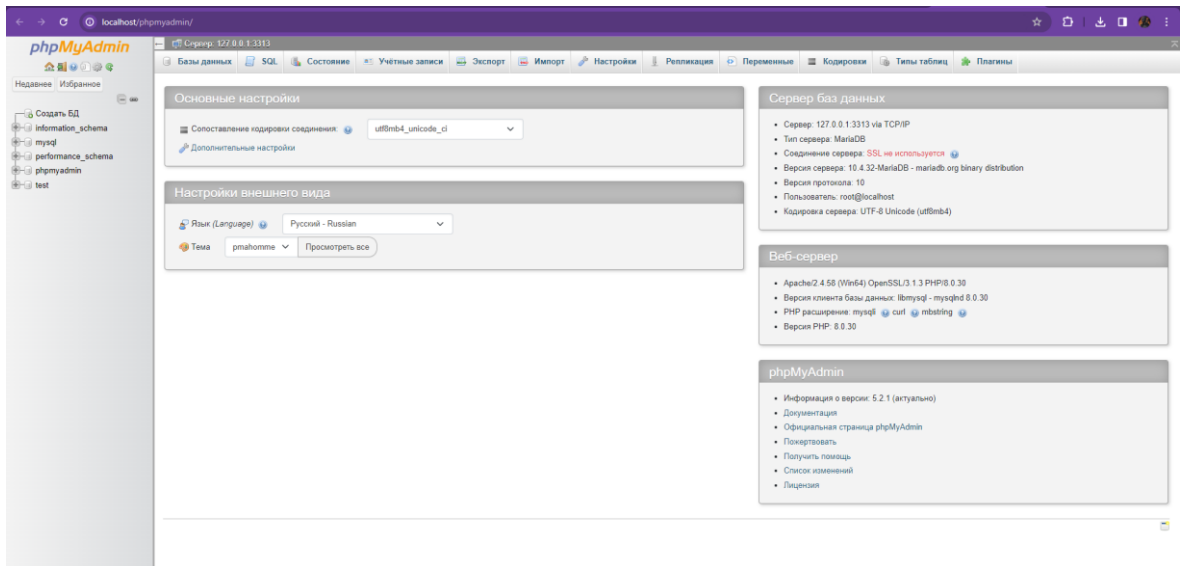 localhost/phpmyadmin/
phpMyAdmin
Недавнее Избранное
Создать БД
information_schema
mysql
performance_schema
phpmyadmin
test
Сервер: 127.0.0.1:3313
Базы данных SQL Состояние Учётные записи Экспорт Импорт Настройки Репликация Переменные Кодировки Типы таблиц Плагины
Основные настройки
Сопоставление кодировки соединения: utf8mb4_unicode_ci
Дополнительные настройки
Настройки внешнего вида
Язык (Language) Русский - Russian
Тема pmahomme Просмотреть все
Сервер баз данных
Сервер: 127.0.0.1:3313 via TCP/IP
Тип сервера: MariaDB
Соединение сервера: SSL не используется
Версия сервера: 10.4.32-MariaDB - mariadb.org binary distribution
Версия протокола: 10
Пользователь: root@localhost
Кодировка сервера: UTF-8 Unicode (utf8mb4)
Веб-сервер
Apache/2.4.58 (Win64) OpenSSL/3.1.3 PHP/8.0.30
Версия клиента базы данных: libmysql - mysqlnd 8.0.30
PHP расширение: mysqli curl mbstring
Версия PHP: 8.0.30
phpMyAdmin
Информация о версии: 5.2.1 (актуально)
Документация
Официальная страница phpMyAdmin
Пожертвовать
Получить помощь
Список изменений
Лицензия